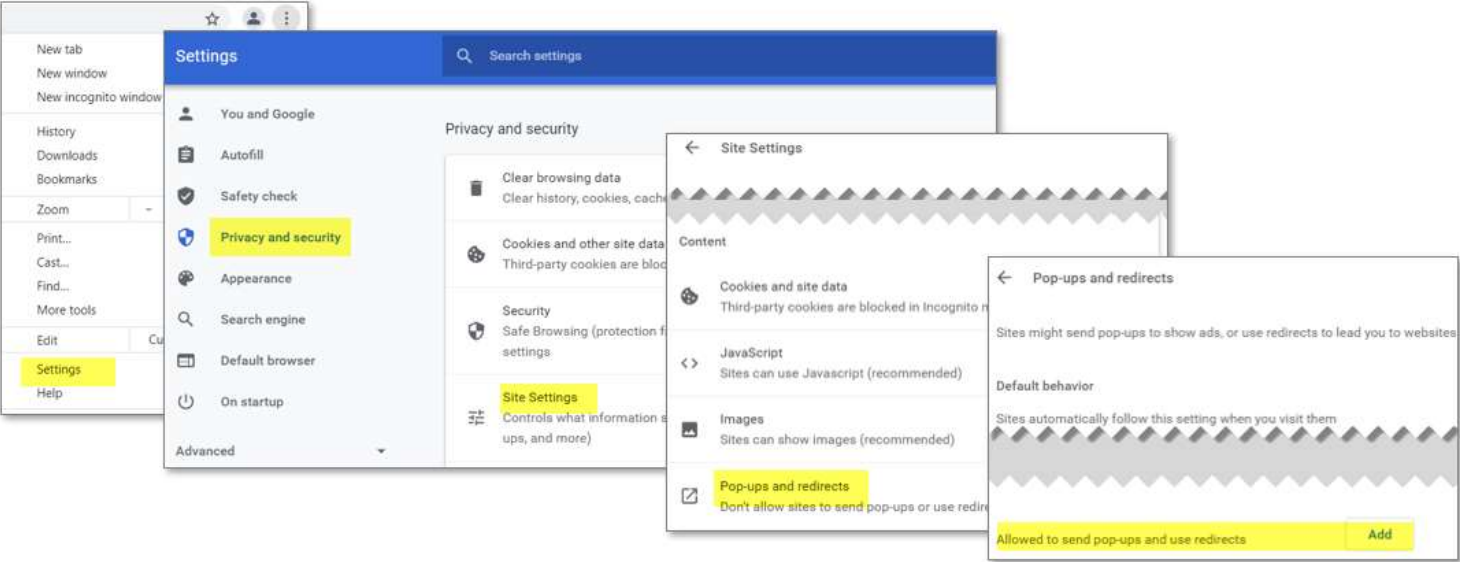 New tab
New window
New incognito window
History
Downloads
Bookmarks
Zoom -
Print...
Cast...
Find...
More tools
Edit Cu
Settings
Help
Settings
Search settings
You and Google
Autofill
Safety check
Privacy and security
Appearance
Search engine
Default browser
On startup
Advanced
Privacy and security
Clear browsing data
Clear history, cookies, cache
Cookies and other site data
Third-party cookies are bloc
Security
Safe Browsing (protection f
settings
Site Settings
Controls what information s
ups, and more)
Site Settings
Content
Cookies and site data
Third-party cookies are blocked in Incognito m
JavaScript
Sites can use Javascript (recommended)
Images
Sites can show images (recommended)
Pop-ups and redirects
Don't allow sites to send pop-ups or use redire
Pop-ups and redirects
Sites might send pop-ups to show ads, or use redirects to lead you to websites
Default behavior
Sites automatically follow this setting when you visit them
Allowed to send pop-ups and use redirects
Add